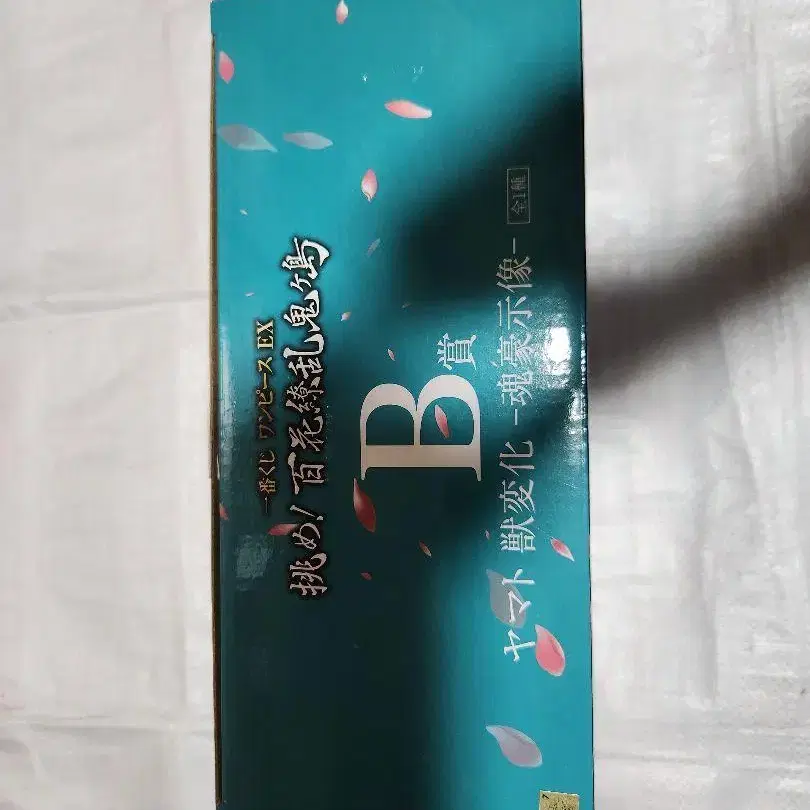 一番くじ ワンピース EX
挑め! 百花繚乱鬼ヶ島
B賞
ヤマト 獣変化 -魂豪示像-
全1種